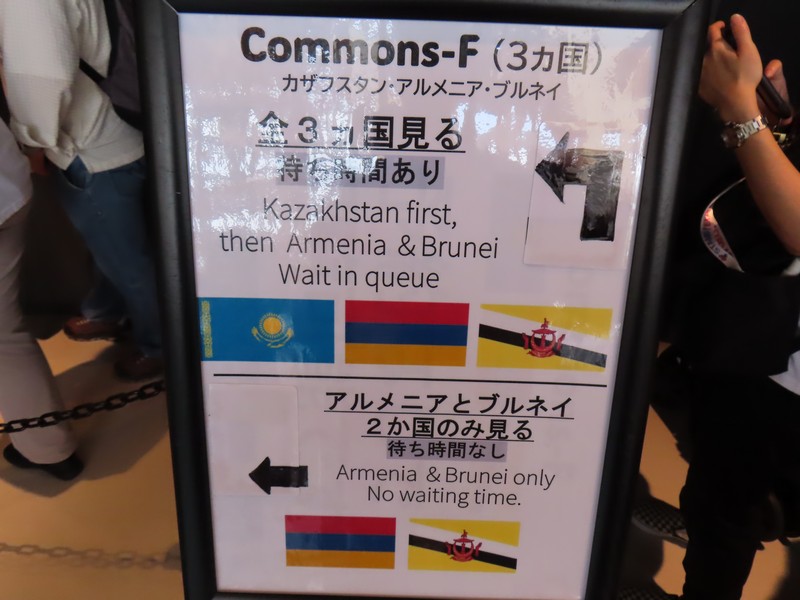 Commons-F (3ヵ国)
カザフスタン・アルメニア・ブルネイ
全3ヵ国見る
待ち時間あり
Kazakhstan first,
then Armenia & Brunei
Wait in queue
アルメニアとブルネイ
2か国のみ見る
待ち時間なし
Armenia & Brunei only
No waiting time.